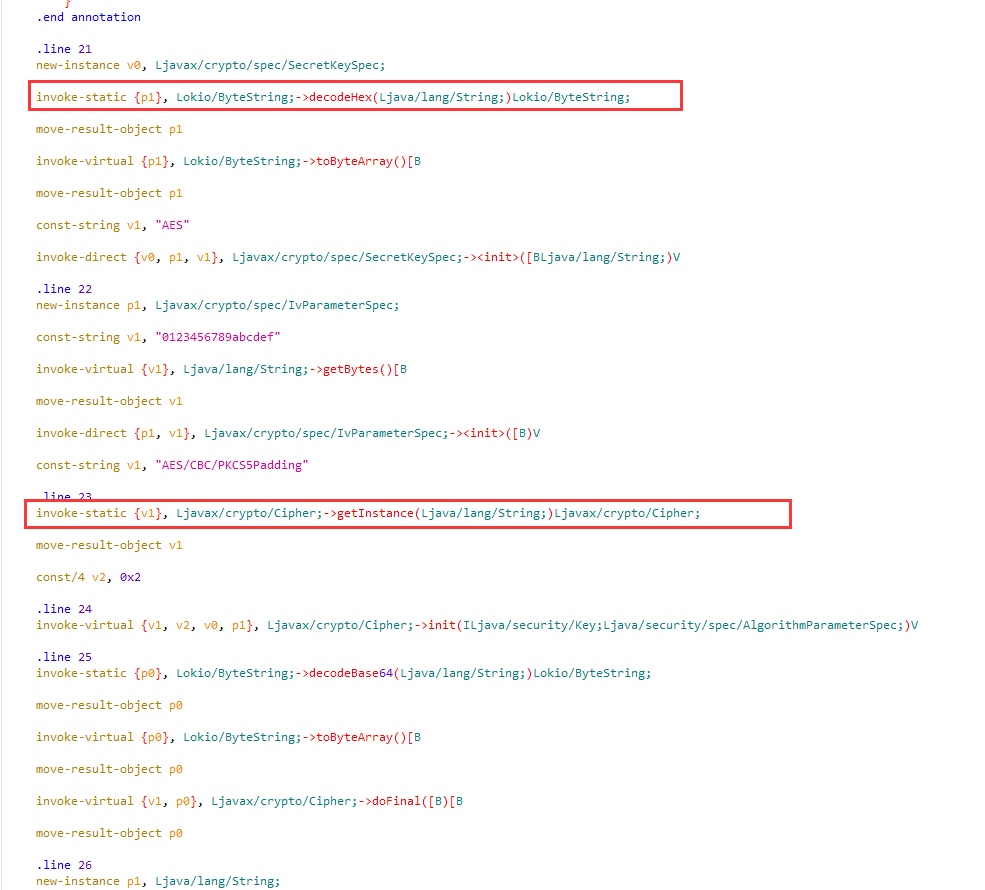 }
.end annotation
.line 21
new-instance v0, Ljavax/crypto/spec/SecretKeySpec;
invoke-static {p1}, Lokio/ByteString;->decodeHex(Ljava/lang/String;)Lokio/ByteString;
move-result-object p1
invoke-virtual {p1}, Lokio/ByteString;->toByteArray()[B
move-result-object p1
const-string v1, "AES"
invoke-direct {v0, p1, v1}, Ljavax/crypto/spec/SecretKeySpec;-><init>([BLjava/lang/String;)V
.line 22
new-instance p1, Ljavax/crypto/spec/IvParameterSpec;
const-string v1, "0123456789abcdef"
invoke-virtual {v1}, Ljava/lang/String;->getBytes()[B
move-result-object v1
invoke-direct {p1, v1}, Ljavax/crypto/spec/IvParameterSpec;-><init>([B)V
const-string v1, "AES/CBC/PKCS5Padding"
.line 23
invoke-static {v1}, Ljavax/crypto/Cipher;->getInstance(Ljava/lang/String;)Ljavax/crypto/Cipher;
move-result-object v1
const/4 v2, 0x2
.line 24
invoke-virtual {v1, v2, v0, p1}, Ljavax/crypto/Cipher;->init(ILjava/security/Key;Ljava/security/spec/AlgorithmParameterSpec;)V
.line 25
invoke-static {p0}, Lokio/ByteString;->decodeBase64(Ljava/lang/String;)Lokio/ByteString;
move-result-object p0
invoke-virtual {p0}, Lokio/ByteString;->toByteArray()[B
move-result-object p0
invoke-virtual {v1, p0}, Ljavax/crypto/Cipher;->doFinal([B)[B
move-result-object p0
.line 26
new-instance p1, Ljava/lang/String;